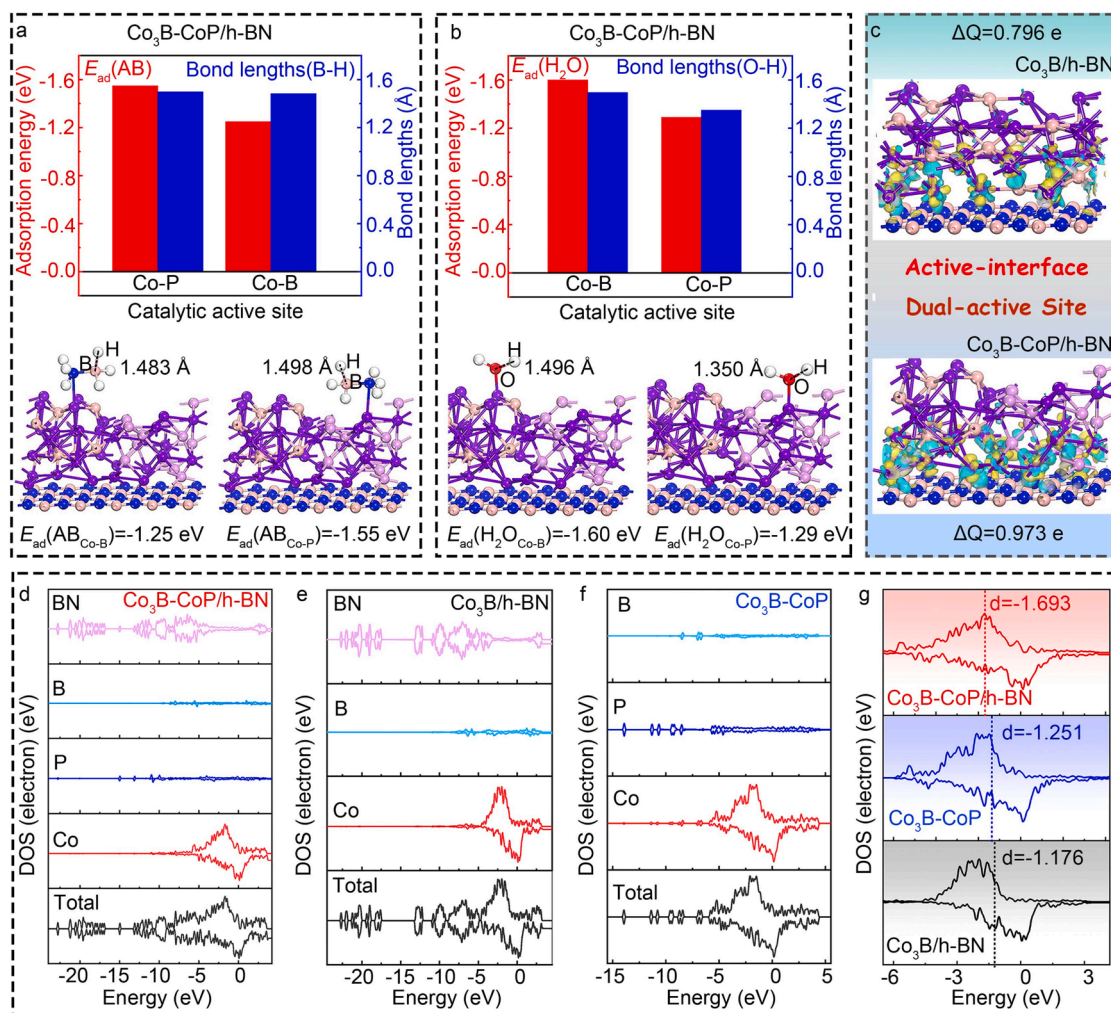 a
Co₃B-CoP/h-BN
Ead(AB)
Bond lengths(B-H)
Adsorption energy (eV)
-1.6
-1.2
-0.8
-0.4
-0.0
Bond lengths (Å)
1.6
1.2
0.8
0.4
0.0
Co-P
Co-B
Catalytic active site
B
H
1.483 Å
1.498 Å
H
B
Ead(ABCo-B)=-1.25 eV
Ead(ABCo-P)=-1.55 eV
b
Co₃B-CoP/h-BN
Ead(H₂O)
Bond lengths(O-H)
Adsorption energy (eV)
-1.6
-1.2
-0.8
-0.4
-0.0
Bond lengths (Å)
1.6
1.2
0.8
0.4
0.0
Co-B
Co-P
Catalytic active site
H
O
1.496 Å
1.350 Å
H
O
Ead(H₂OCo-B)=-1.60 eV
Ead(H₂OCo-P)=-1.29 eV
c
ΔQ=0.796 e
Co₃B/h-BN
Active-interface
Dual-active Site
Co₃B-CoP/h-BN
ΔQ=0.973 e
d
Co₃B-CoP/h-BN
BN
B
P
Co
Total
DOS (electron) (eV)
-20
-15
-10
-5
0
Energy (eV)
e
Co₃B/h-BN
BN
B
Co
Total
DOS (electron) (eV)
-20
-15
-10
-5
0
Energy (eV)
f
Co₃B-CoP
B
P
Co
Total
DOS (electron) (eV)
-15
-10
-5
0
5
Energy (eV)
g
d=-1.693
Co₃B-CoP/h-BN
d=-1.251
Co₃B-CoP
d=-1.176
Co₃B/h-BN
DOS (electron) (eV)
-6
-3
0
3
Energy (eV)